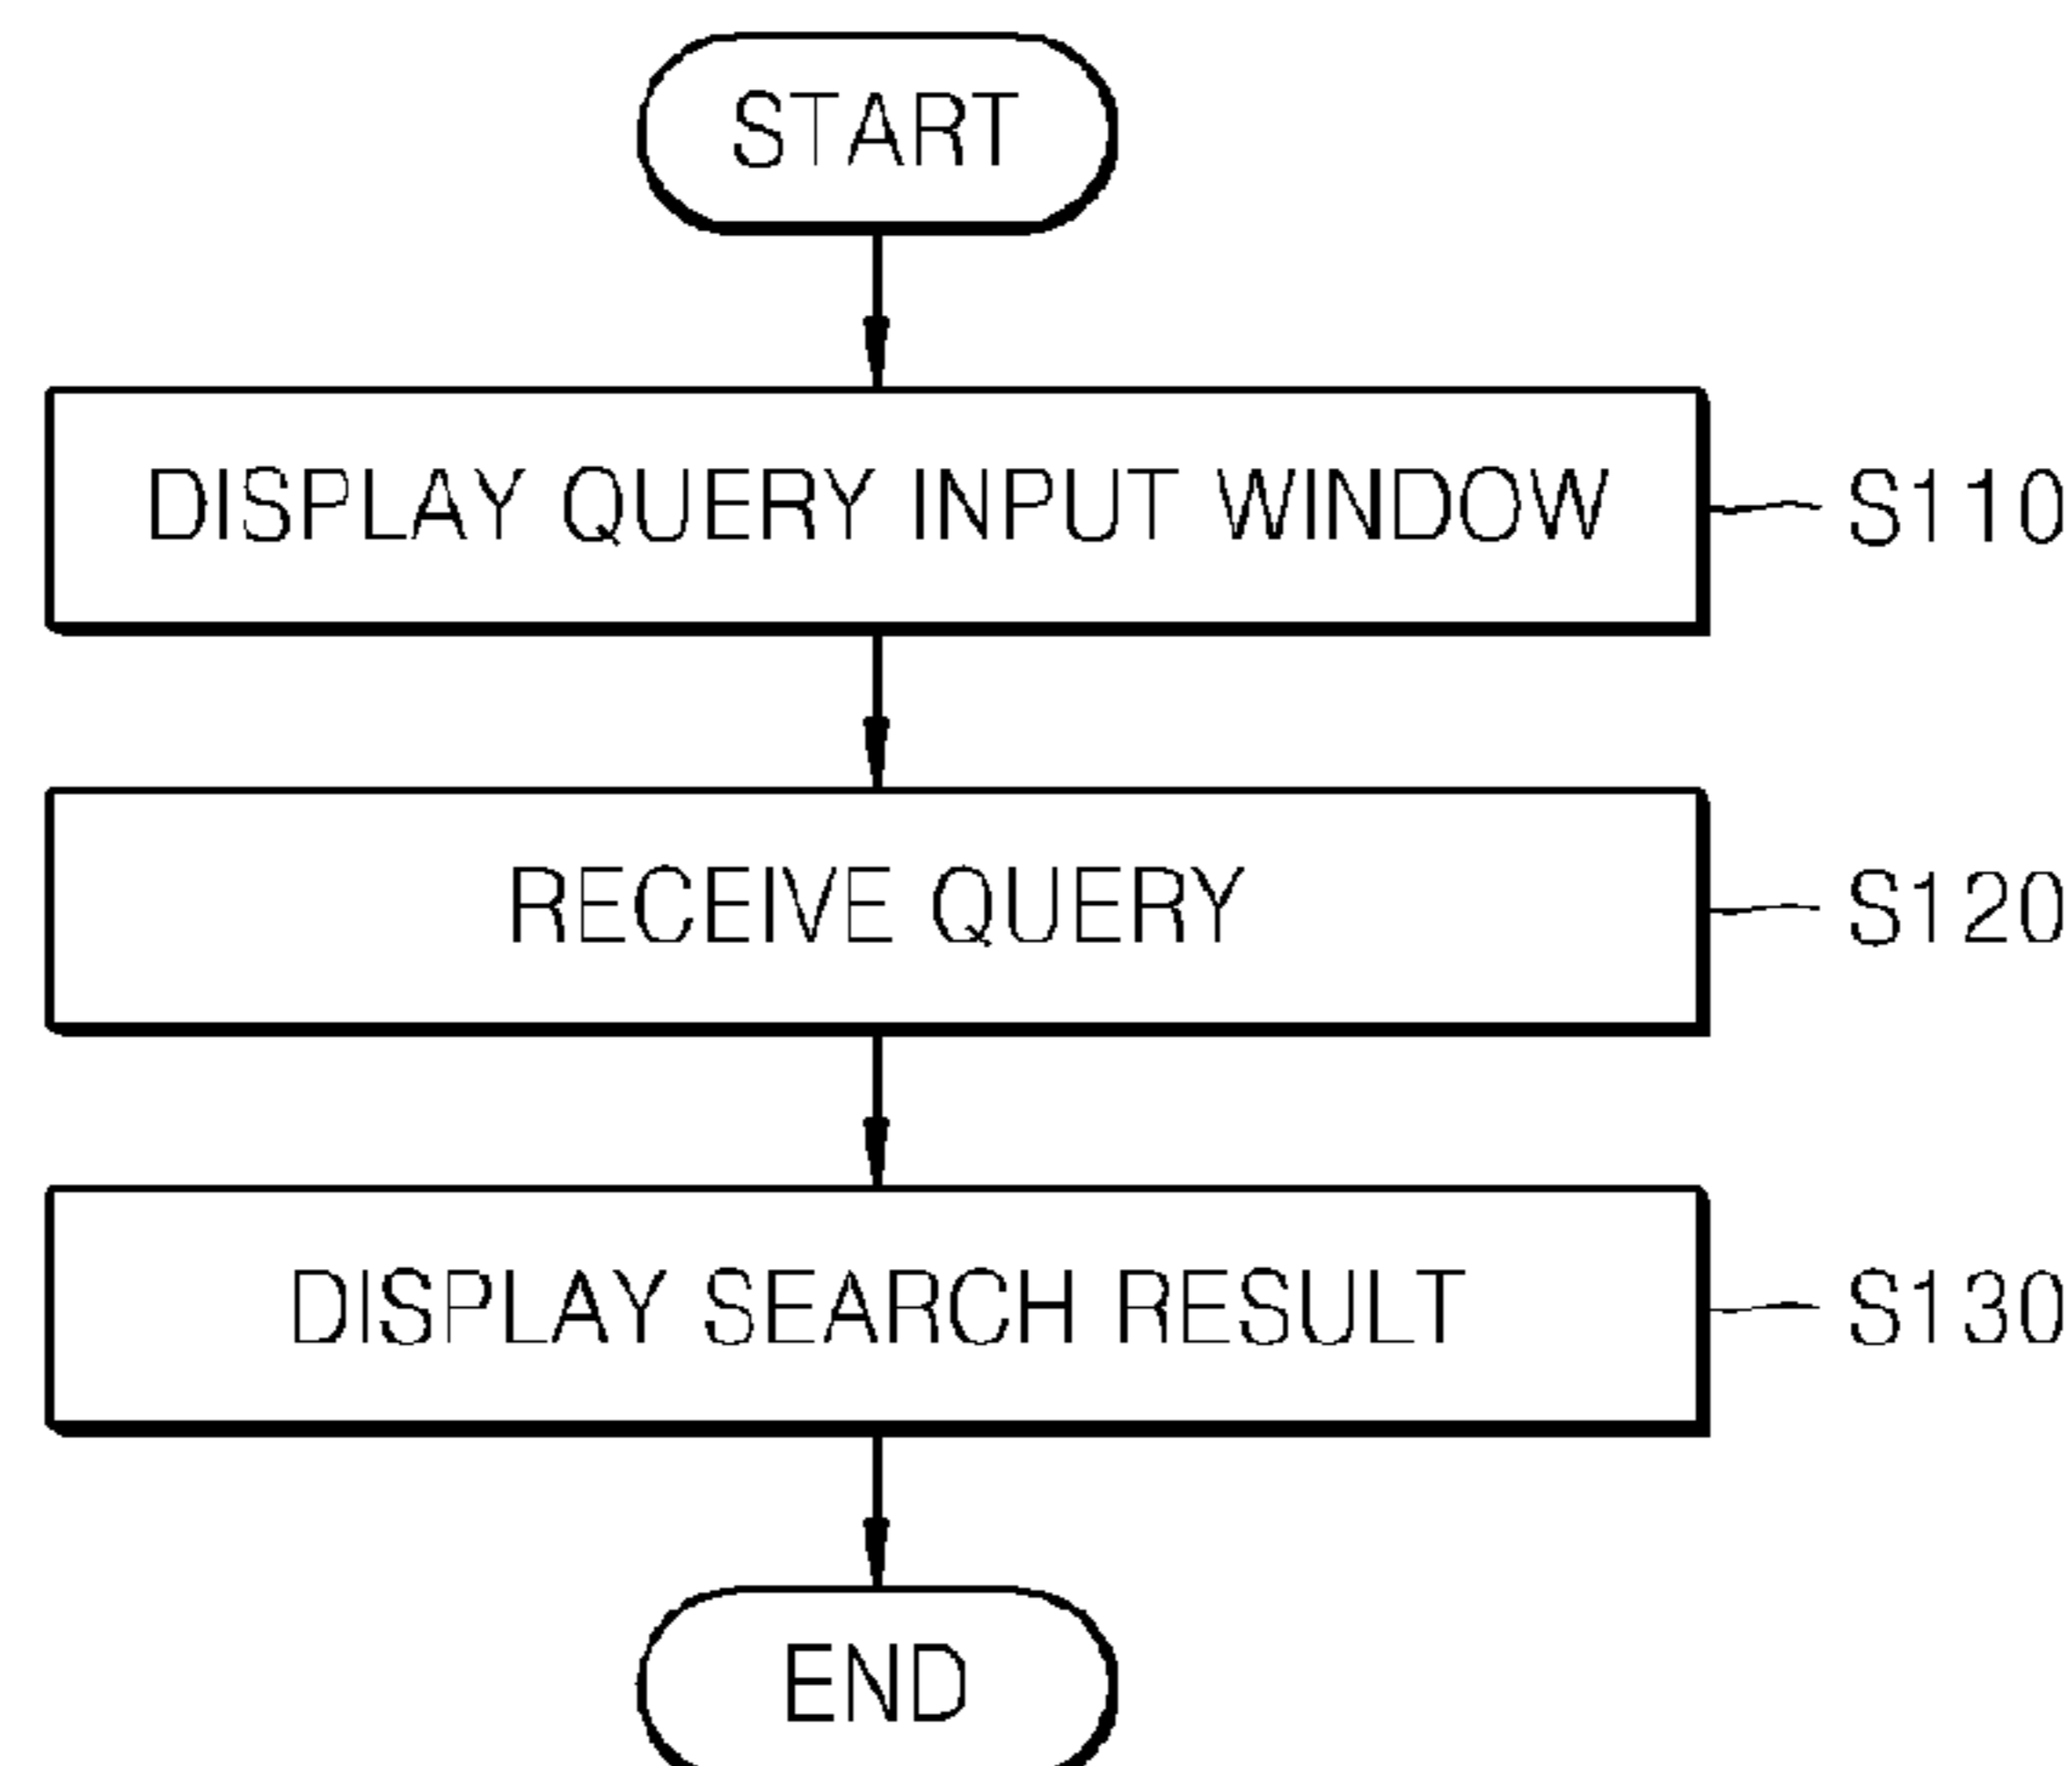 START
DISPLAY QUERY INPUT WINDOW
S110
RECEIVE QUERY
S120
DISPLAY SEARCH RESULT
S130
END